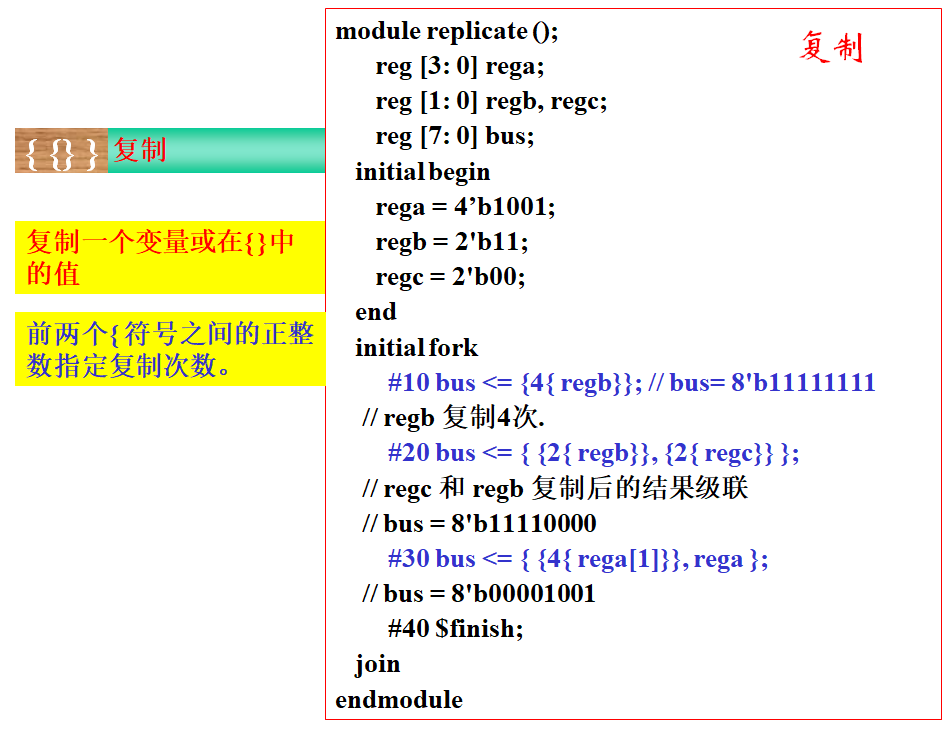 { {} } 复制
复制一个变量或在{}中
的值
前两个{ 符号之间的正整
数指定复制次数。
复制
module replicate ();
reg [3: 0] rega;
reg [1: 0] regb, regc;
reg [7: 0] bus;
initial begin
rega = 4’b1001;
regb = 2'b11;
regc = 2'b00;
end
initial fork
#10 bus <= {4{ regb}}; // bus= 8'b11111111
// regb 复制4次.
#20 bus <= { {2{ regb}}, {2{ regc}} };
// regc 和 regb 复制后的结果级联
// bus = 8'b11110000
#30 bus <= { {4{ rega[1]}}, rega };
// bus = 8'b00001001
#40 $finish;
join
endmodule